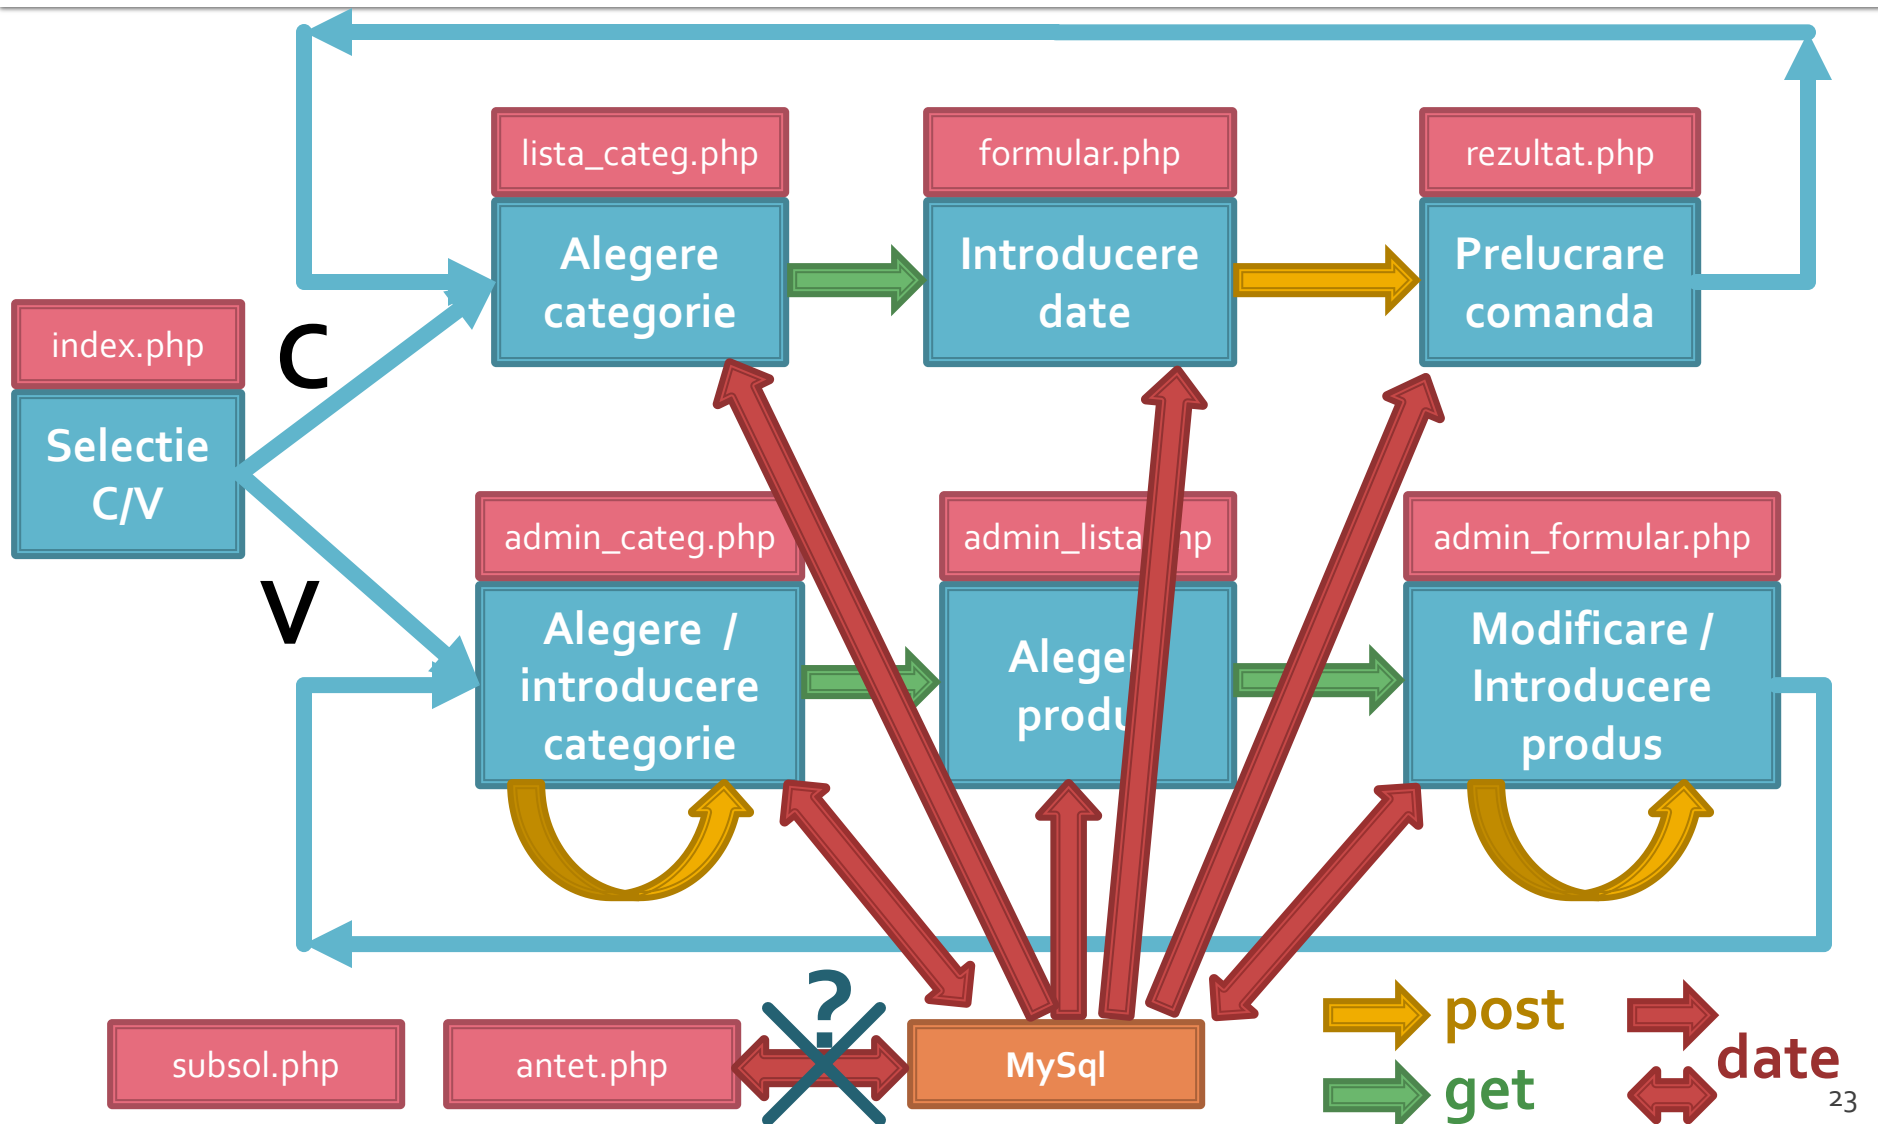 lista_categ.php
formular.php
rezultat.php
Alegere
categorie
Introducere
date
Prelucrare
comanda
index.php
C
Selectie
C/V
admin_categ.php
admin_formular.php
V
Alegere /
introducere
categorie
Modificare /
Introducere
produs
?
subsol.php
antet.php
MySql
post
get
date
23